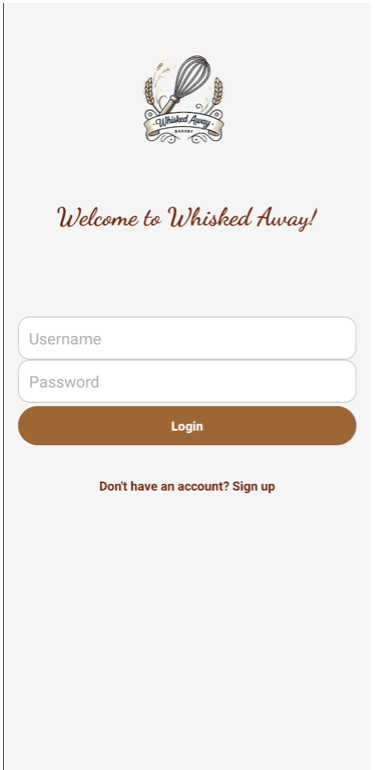 Whisked Away
BAKERY
Welcome to Whisked Away!
Username
Password
Login
Don't have an account? Sign up